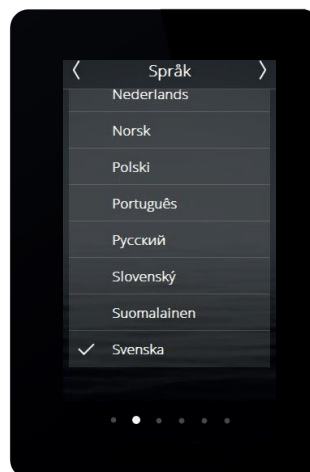 Språk
Nederlands
Norsk
Polski
Português
Русский
Slovenský
Suomalainen
Svenska